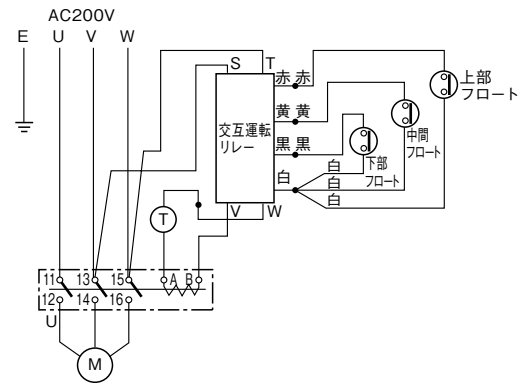 AC200V
E U V W
S T
赤 赤
上部
フロート
黄 黄
交互運転
リレー
中間
フロート
黒 黒
下部
フロート
白
白
白
白
V W
T
11 13 15 A B
12 14 16
U
M